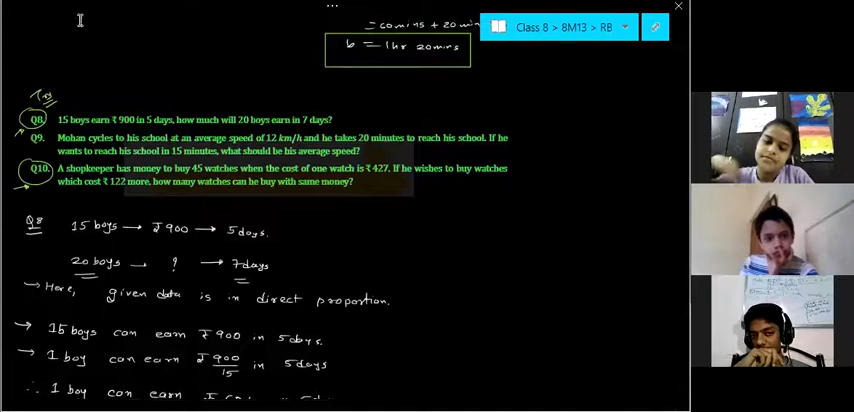 = 60 mins + 20 min
Class 8 > 8M13 > RB
t = 1hr 20mins
Try
Q8. 15 boys earn ₹ 900 in 5 days, how much will 20 boys earn in 7 days?
Q9. Mohan cycles to his school at an average speed of 12 km/h and he takes 20 minutes to reach his school. If he
wants to reach his school in 15 minutes, what should be his average speed?
Q10. A shopkeeper has money to buy 45 watches when the cost of one watch is ₹ 427. If he wishes to buy watches
which cost ₹ 122 more, how many watches can he buy with same money?
Q8 15 boys → ₹ 900 → 5 days.
20 boys → ? → 7 days
→ Here, given data is in direct proportion.
→ 15 boys can earn ₹ 900 in 5 days.
→ 1 boy can earn ₹ 900/15 in 5 days
∴ 1 boy can earn